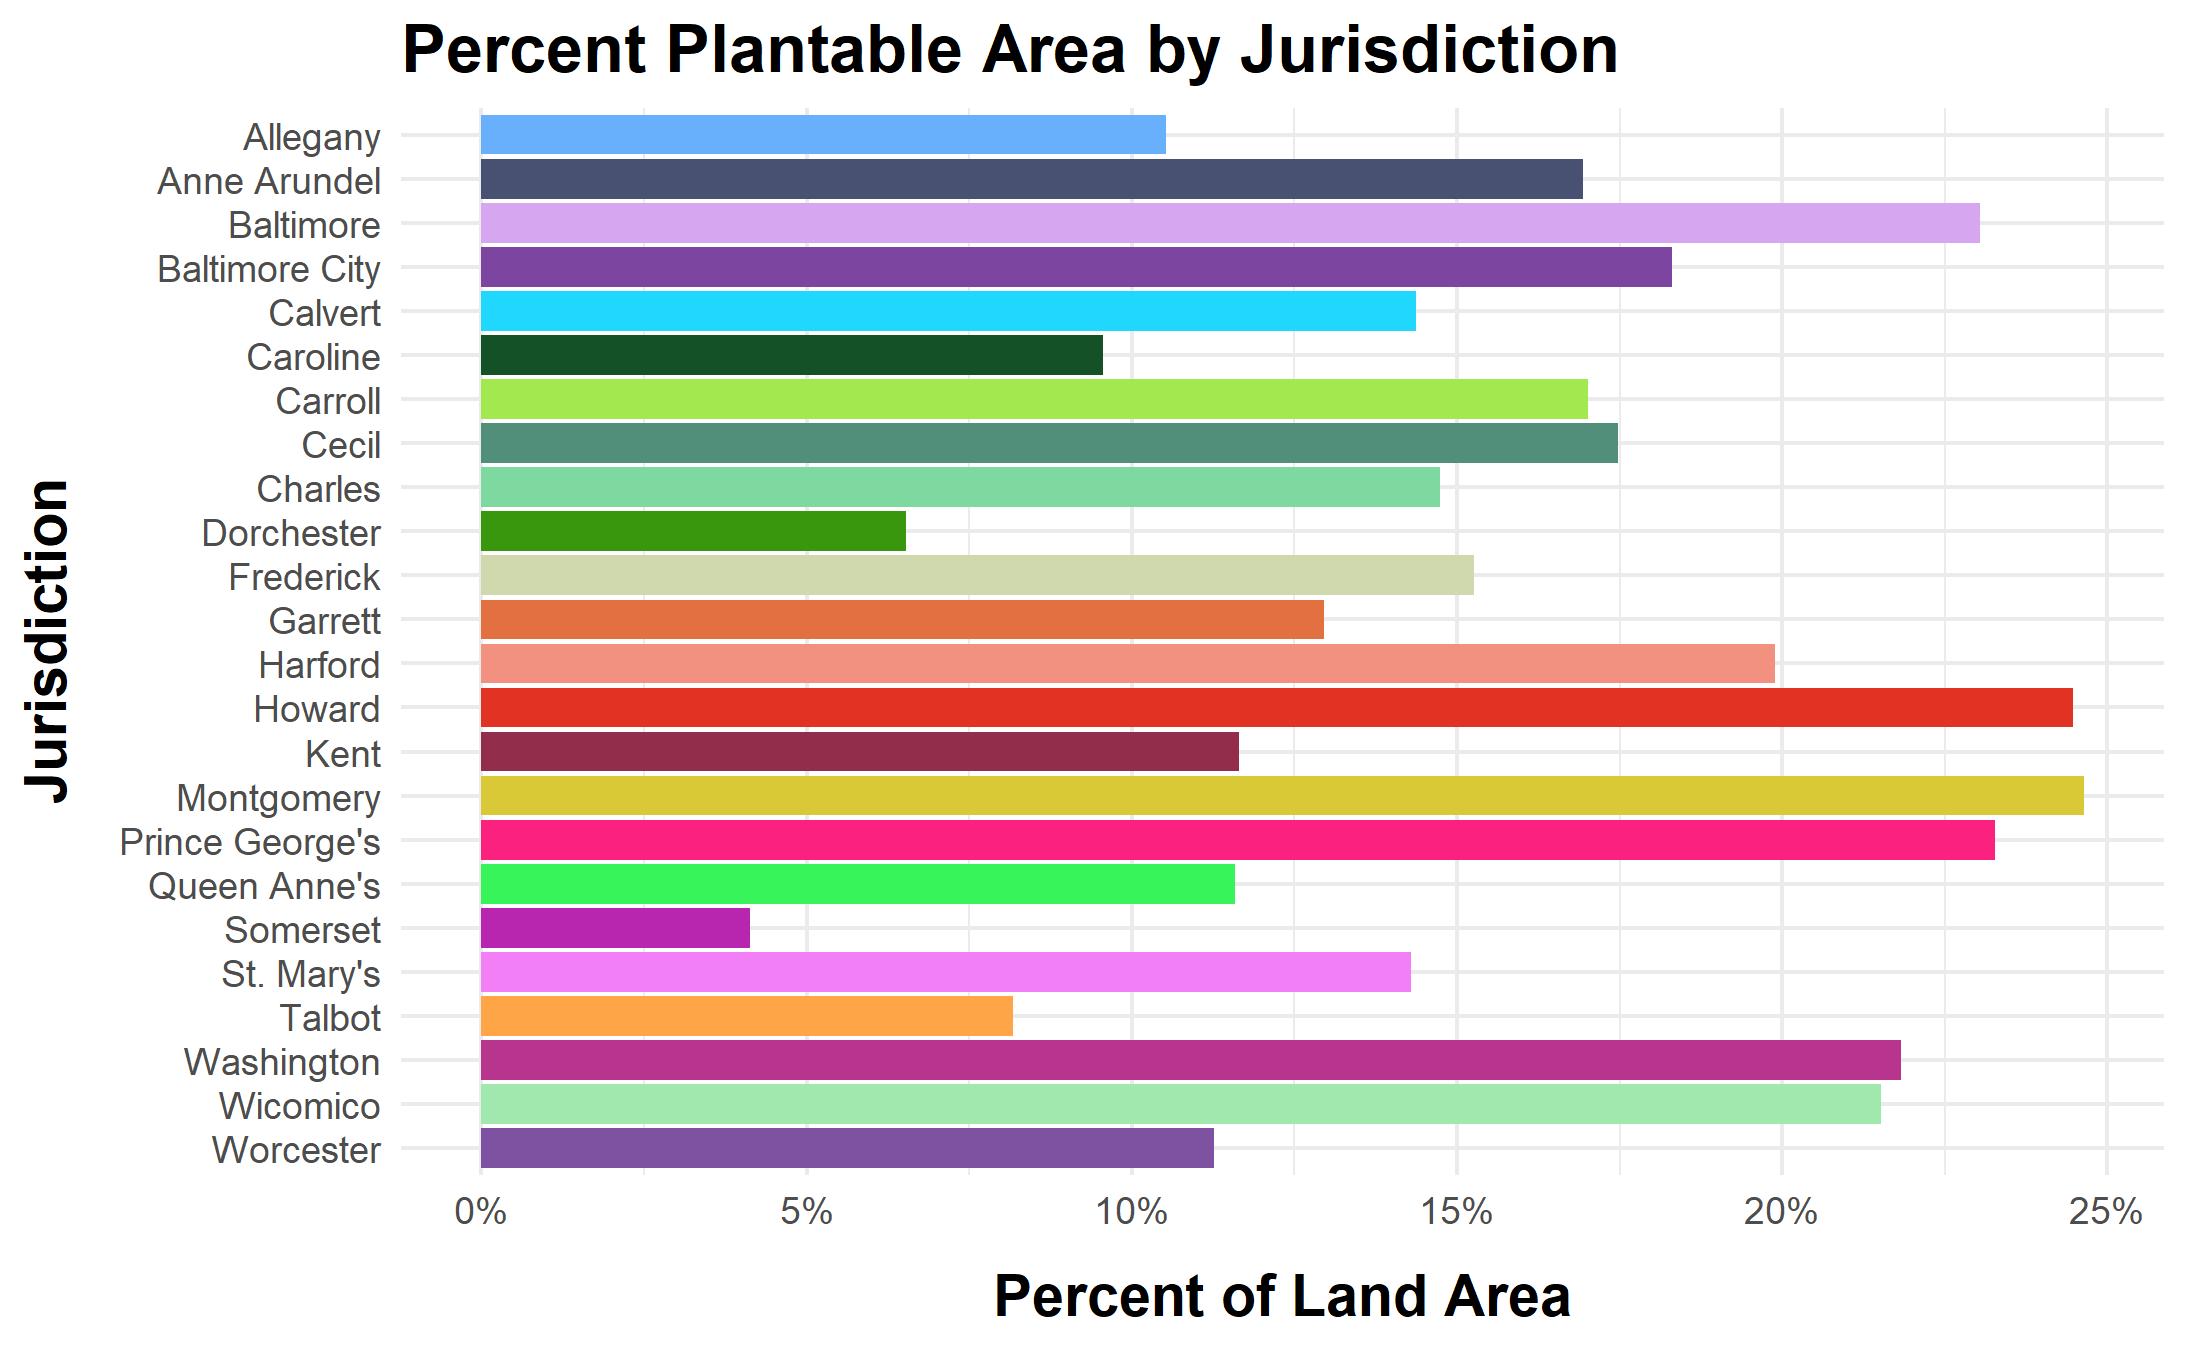 Percent Plantable Area by Jurisdiction
Jurisdiction
Allegany
Anne Arundel
Baltimore
Baltimore City
Calvert
Caroline
Carroll
Cecil
Charles
Dorchester
Frederick
Garrett
Harford
Howard
Kent
Montgomery
Prince George's
Queen Anne's
Somerset
St. Mary's
Talbot
Washington
Wicomico
Worcester
0% 5% 10% 15% 20% 25%
Percent of Land Area